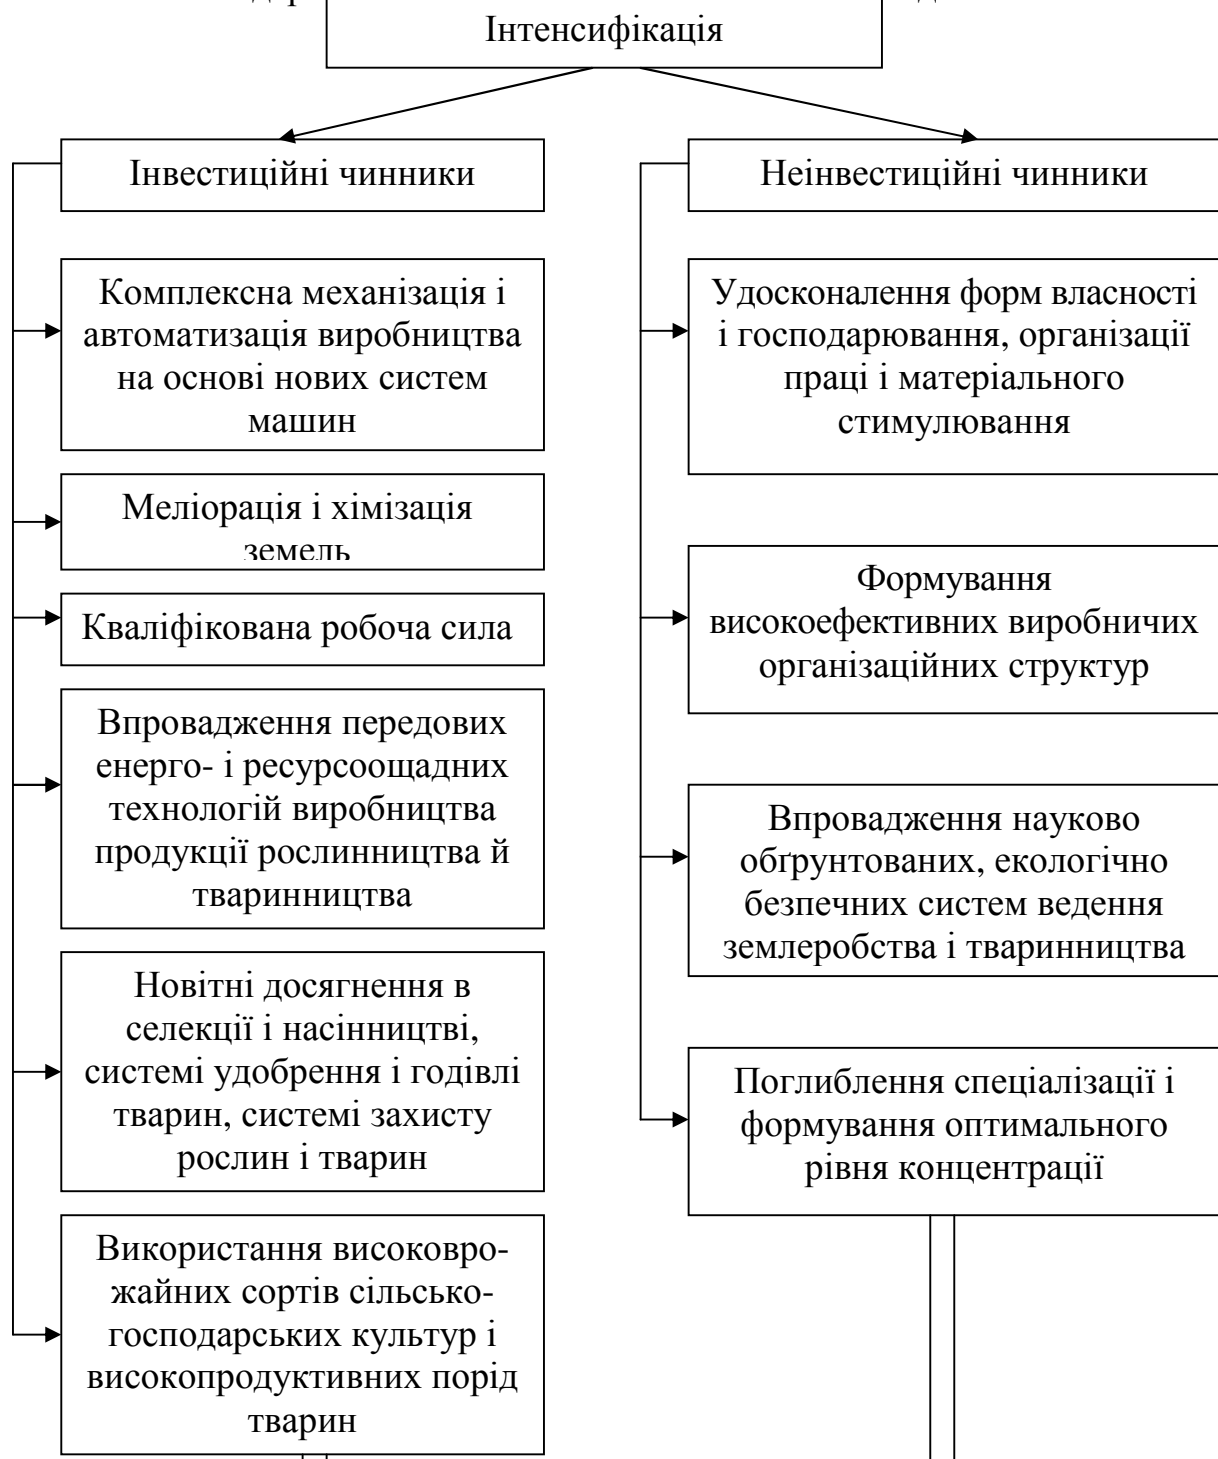 Інтенсифікація
Інвестиційні чинники
Комплексна механізація і
автоматизація виробництва
на основі нових систем
машин
Меліорація і хімізація
земель
Кваліфікована робоча сила
Впровадження передових
енерго- і ресурсоощадних
технологій виробництва
продукції рослинництва й
тваринництва
Новітні досягнення в
селекції і насінництві,
системі удобрення і годівлі
тварин, системі захисту
рослин і тварин
Використання високовро-
жайних сортів сільсько-
господарських культур і
високопродуктивних порід
тварин
Неінвестиційні чинники
Удосконалення форм власності
і господарювання, організації
праці і матеріального
стимулювання
Формування
високоефективних виробничих
організаційних структур
Впровадження науково
обґрунтованих, екологічно
безпечних систем ведення
землеробства і тваринництва
Поглиблення спеціалізації і
формування оптимального
рівня концентрації